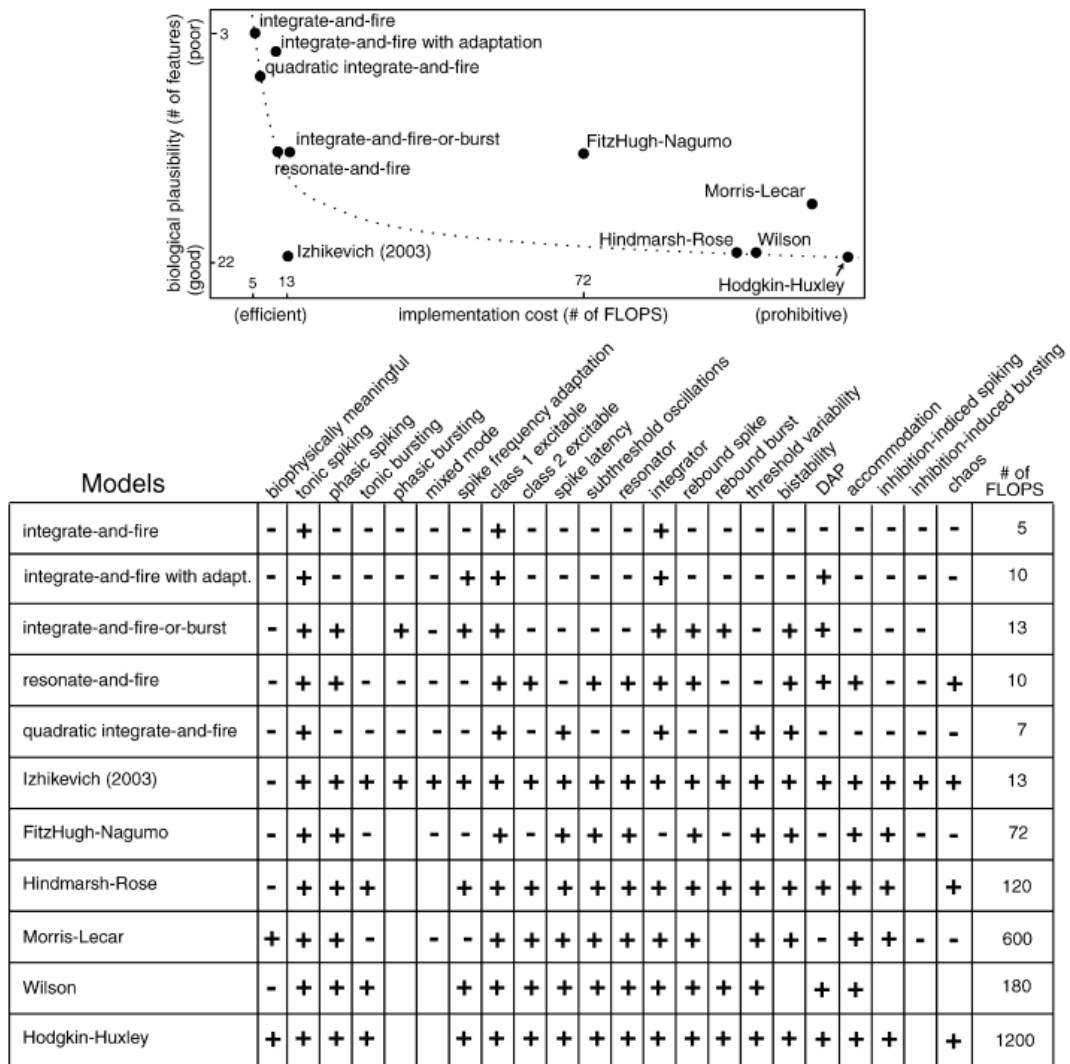 integrate-and-fire
3
integrate-and-fire with adaptation
quadratic integrate-and-fire
biological plausibility (# of features)
(poor)
(good)
integrate-and-fire-or-burst
FitzHugh-Nagumo
resonate-and-fire
Morris-Lecar
Hindmarsh-Rose
Wilson
Izhikevich (2003)
22
Hodgkin-Huxley
5 13 72
(efficient) implementation cost (# of FLOPS) (prohibitive)
Models
biophysically meaningful
tonic spiking
phasic spiking
tonic bursting
phasic bursting
mixed mode
spike frequency adaptation
class 1 excitable
class 2 excitable
spike latency
subthreshold oscillations
resonator
integrator
rebound spike
rebound burst
threshold variability
bistability
DAP
accommodation
inhibition-indiced spiking
inhibition-induced bursting
chaos
# of
FLOPS
integrate-and-fire - + - - - - - + - - - - + - - - - - - - - - 5
integrate-and-fire with adapt. - + - - - - + + - - - - + - - - - + - - - - 10
integrate-and-fire-or-burst - + + + - + + - - - - + + + - + + - - - 13
resonate-and-fire - + + - - - - + + - + + + + - - + + + - - + 10
quadratic integrate-and-fire - + - - - - - + - + - - + - - + + - - - - - 7
Izhikevich (2003) - + + + + + + + + + + + + + + + + + + + + + 13
FitzHugh-Nagumo - + + - - - + - + + + - + - + + - + + - - 72
Hindmarsh-Rose - + + + + + + + + + + + + + + + + + + 120
Morris-Lecar + + + - - - + + + + + + + + + - + + - - 600
Wilson - + + + + + + + + + + + + + + + 180
Hodgkin-Huxley + + + + + + + + + + + + + + + + + + + 1200